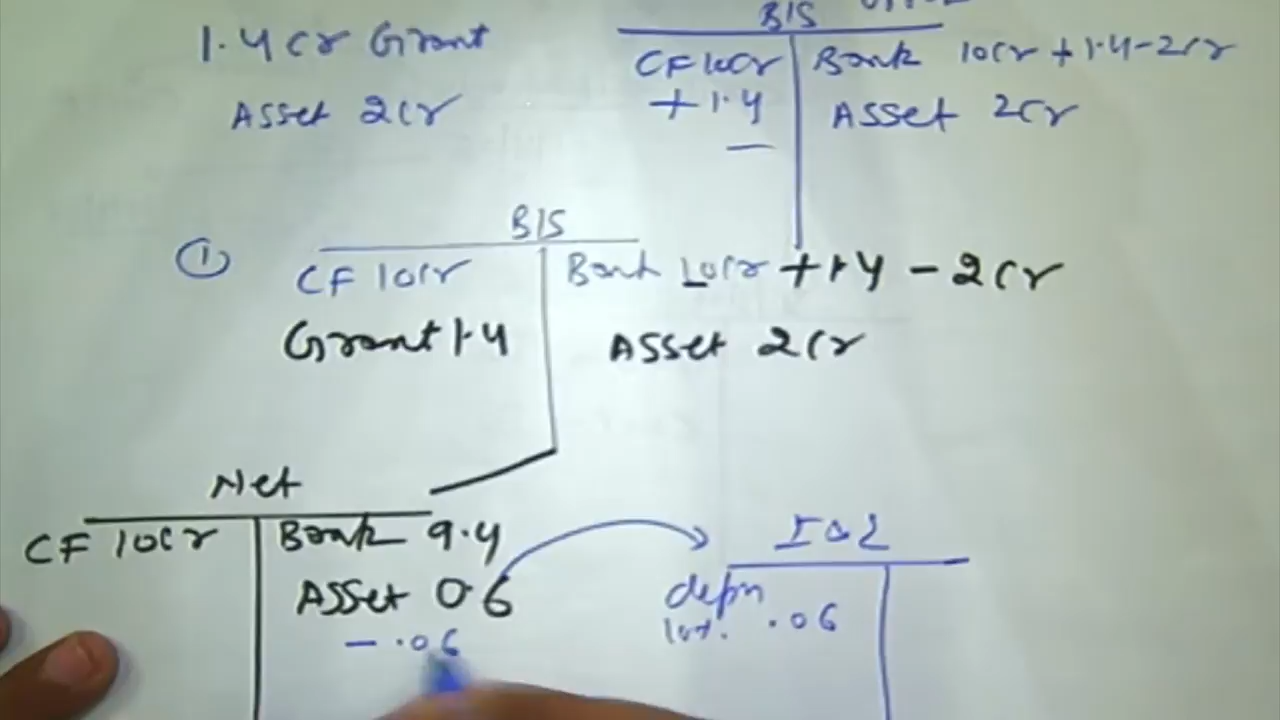 B/S
1.4 cr Grant
CF 10cr
Bank 10cr + 1.4 - 2cr
Asset 2cr
+ 1.4
Asset 2cr
B/S
①
CF 10cr
Bank 10cr + 1.4 - 2cr
Grant 1.4
Asset 2cr
Net
CF 10cr
Bank 9.4
I & E
Asset 0.6
depn
10%.
.06
- .06